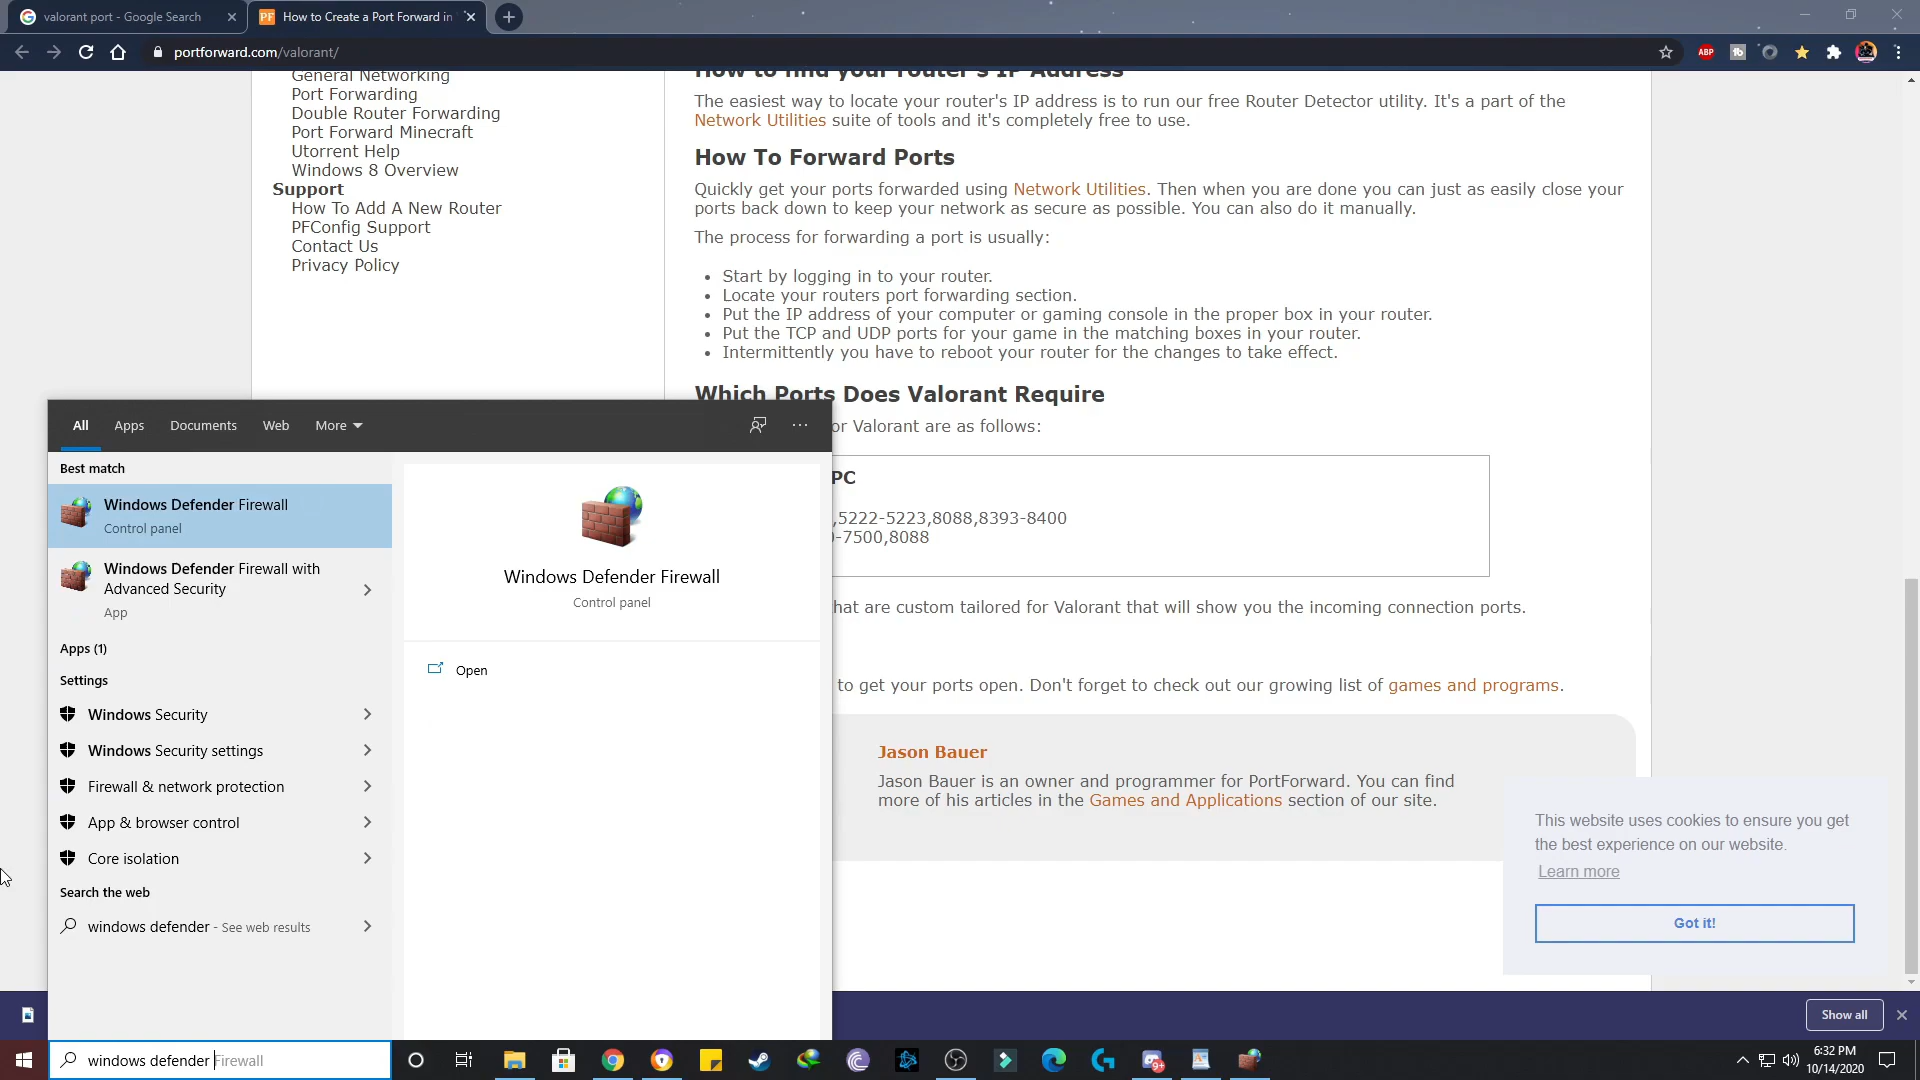 valorant port - Google Search
How to Create a Port Forward in
portforward.com/valorant/
ABP
General Networking
Port Forwarding
Double Router Forwarding
Port Forward Minecraft
Utorrent Help
Windows 8 Overview
Support
How To Add A New Router
PFConfig Support
Contact Us
Privacy Policy
How to find your router's IP Address
The easiest way to locate your router's IP address is to run our free Router Detector utility. It's a part of the
Network Utilities suite of tools and it's completely free to use.
How To Forward Ports
Quickly get your ports forwarded using Network Utilities. Then when you are done you can just as easily close your
ports back down to keep your network as secure as possible. You can also do it manually.
The process for forwarding a port is usually:
• Start by logging in to your router.
• Locate your routers port forwarding section.
• Put the IP address of your computer or gaming console in the proper box in your router.
• Put the TCP and UDP ports for your game in the matching boxes in your router.
• Intermittently you have to reboot your router for the changes to take effect.
Which Ports Does Valorant Require
or Valorant are as follows:
PC
,5222-5223,8088,8393-8400
-7500,8088
hat are custom tailored for Valorant that will show you the incoming connection ports.
to get your ports open. Don't forget to check out our growing list of games and programs.
Jason Bauer
Jason Bauer is an owner and programmer for PortForward. You can find
more of his articles in the Games and Applications section of our site.
This website uses cookies to ensure you get
the best experience on our website.
Learn more
Got it!
All
Apps
Documents
Web
More
Best match
Windows Defender Firewall
Control panel
Windows Defender Firewall with
Advanced Security
App
Apps (1)
Settings
Windows Security
Windows Security settings
Firewall & network protection
App & browser control
Core isolation
Search the web
windows defender - See web results
Windows Defender Firewall
Control panel
Open
Show all
windows defender Firewall
9+
6:32 PM
10/14/2020